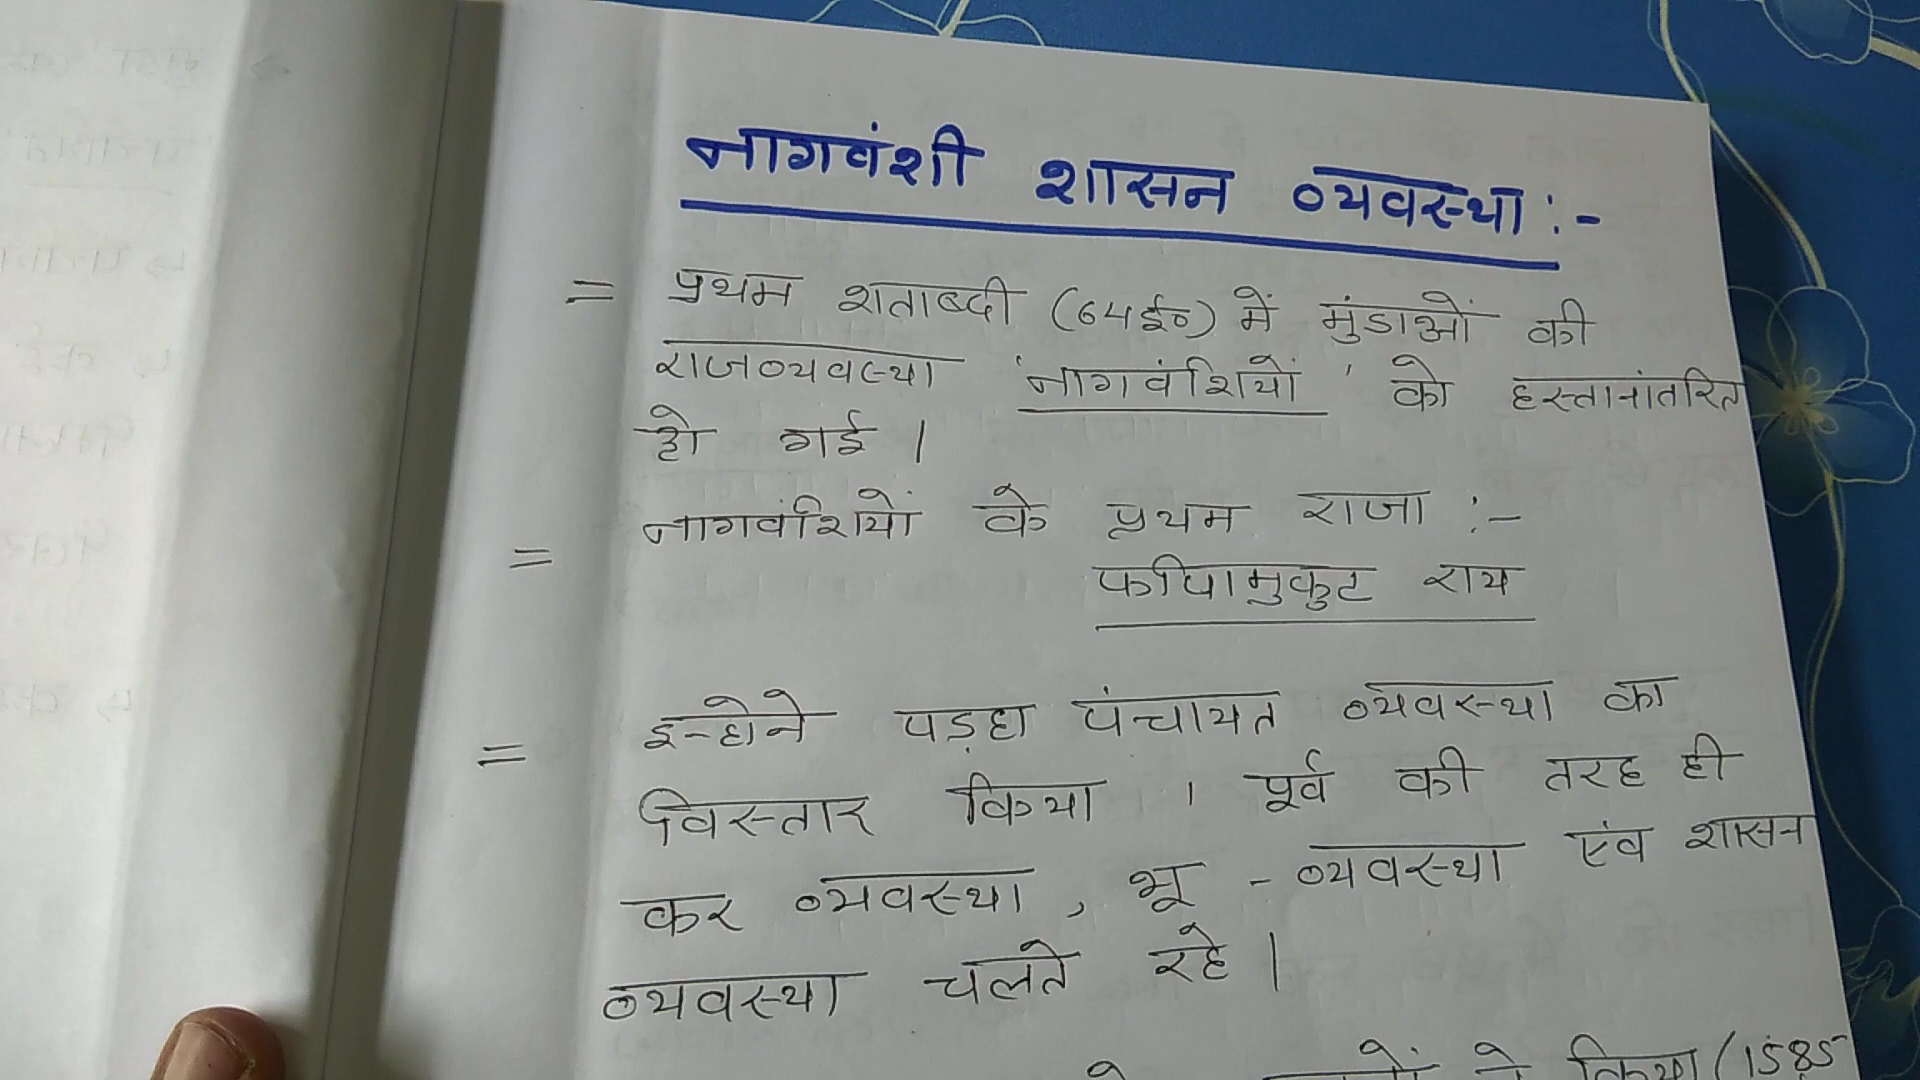 नागवंशी शासन व्यवस्था :-
= प्रथम शताब्दी (64ई०) में मुंडाओं की
राजव्यवस्था 'नागवंशियों' को हस्तानांतरित
हो गई।
= नागवंशियों के प्रथम राजा :-
फणिमुकुट राय
= इन्होने पड़हा पंचायत व्यवस्था का
विस्तार किया । पूर्व की तरह ही
कर व्यवस्था, भू - व्यवस्था एंव शासन
व्यवस्था चलते रहे।
ने किया (1585